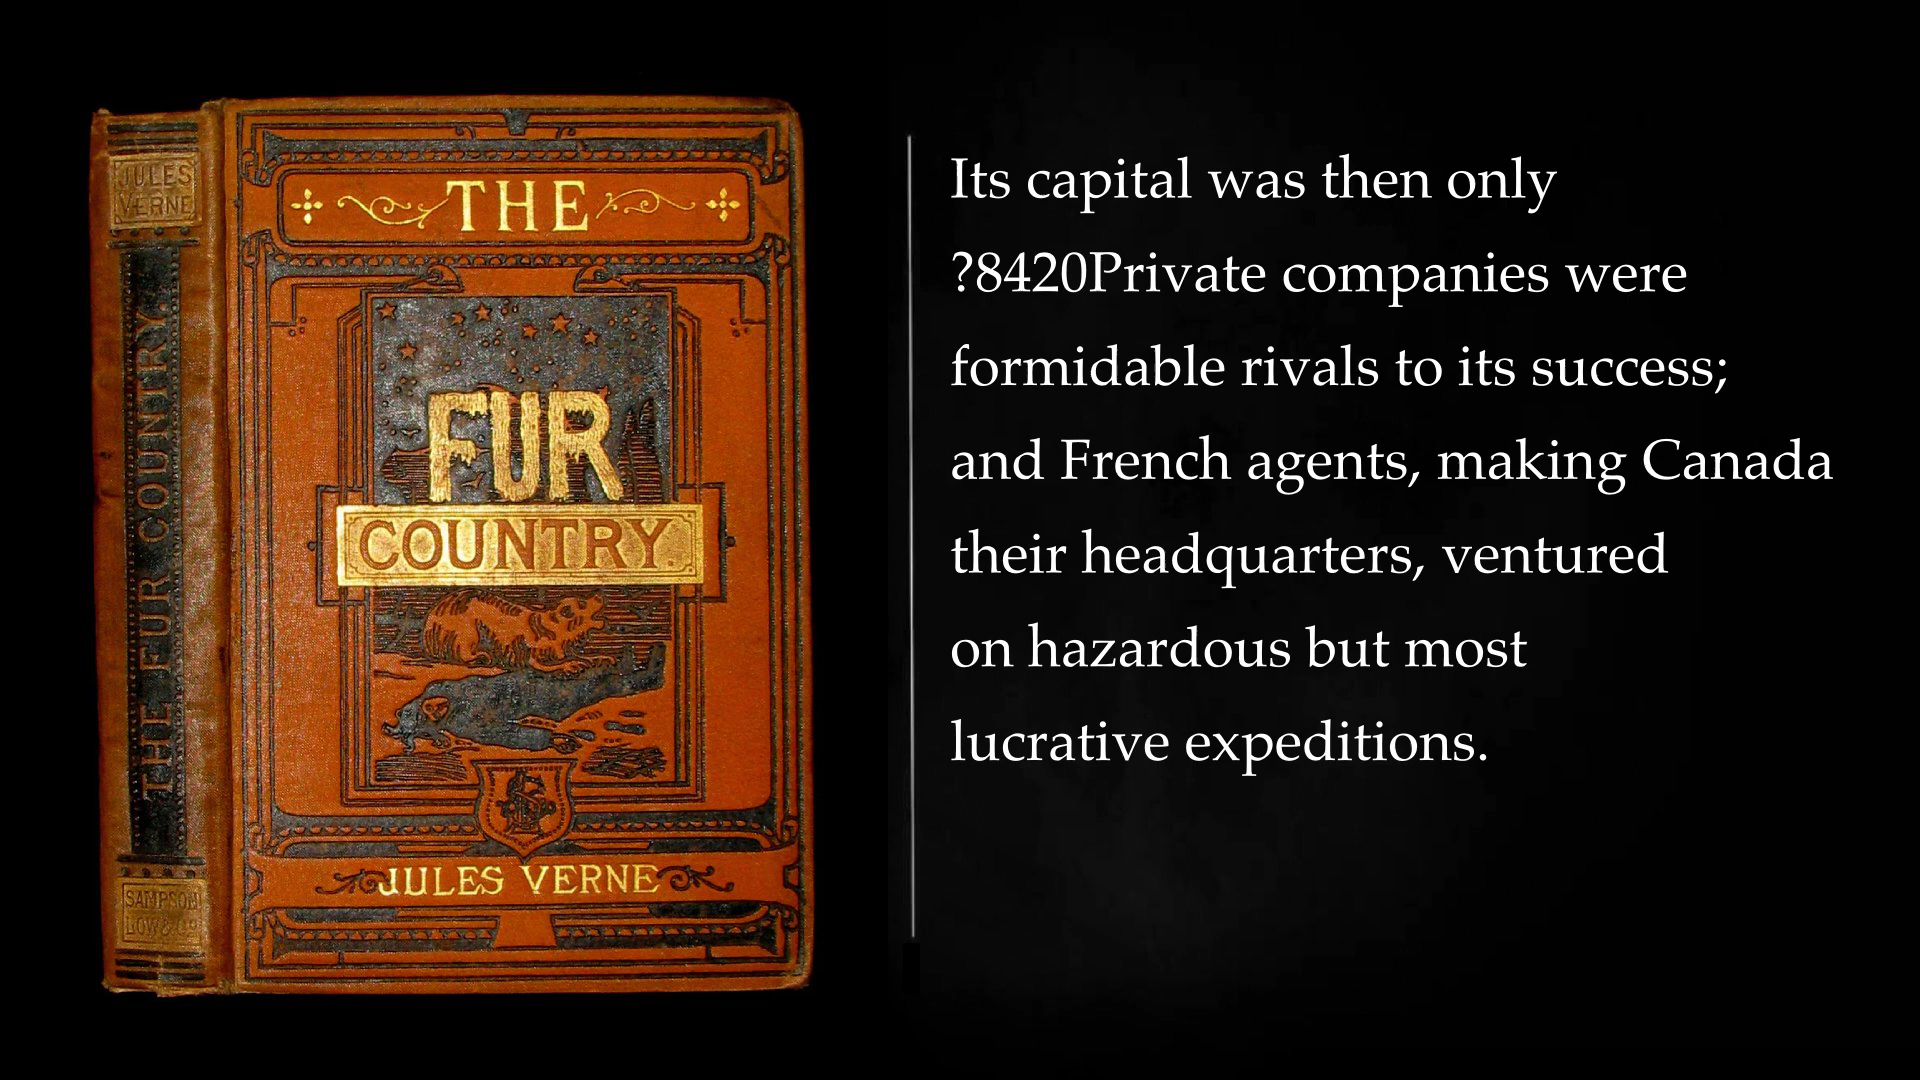 JULES
VERNE
THE FUR COUNTRY.
SAMPSON
LOW & Co
THE
FUR
COUNTRY.
JULES VERNE
Its capital was then only
?8420Private companies were
formidable rivals to its success;
and French agents, making Canada
their headquarters, ventured
on hazardous but most
lucrative expeditions.